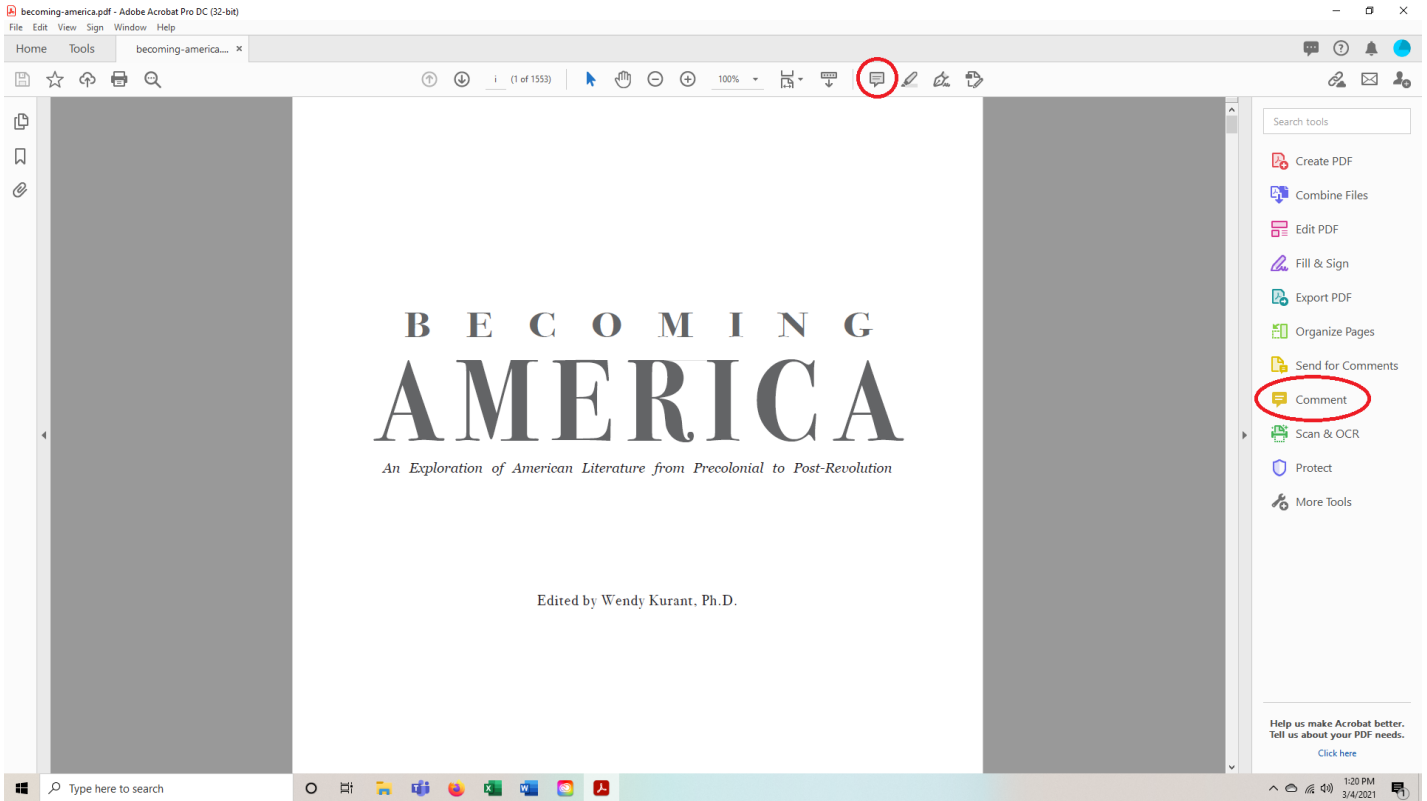 becoming-america.pdf - Adobe Acrobat Pro DC (32-bit)
File Edit View Sign Window Help
Home Tools becoming-america.... ×
i (1 of 1553) 100%
Search tools
Create PDF
Combine Files
Edit PDF
Fill & Sign
Export PDF
Organize Pages
Send for Comments
Comment
Scan & OCR
Protect
More Tools
BECOMING
AMERICA
An Exploration of American Literature from Precolonial to Post-Revolution
Edited by Wendy Kurant, Ph.D.
Help us make Acrobat better.
Tell us about your PDF needs.
Click here
Type here to search
1:20 PM
3/4/2021